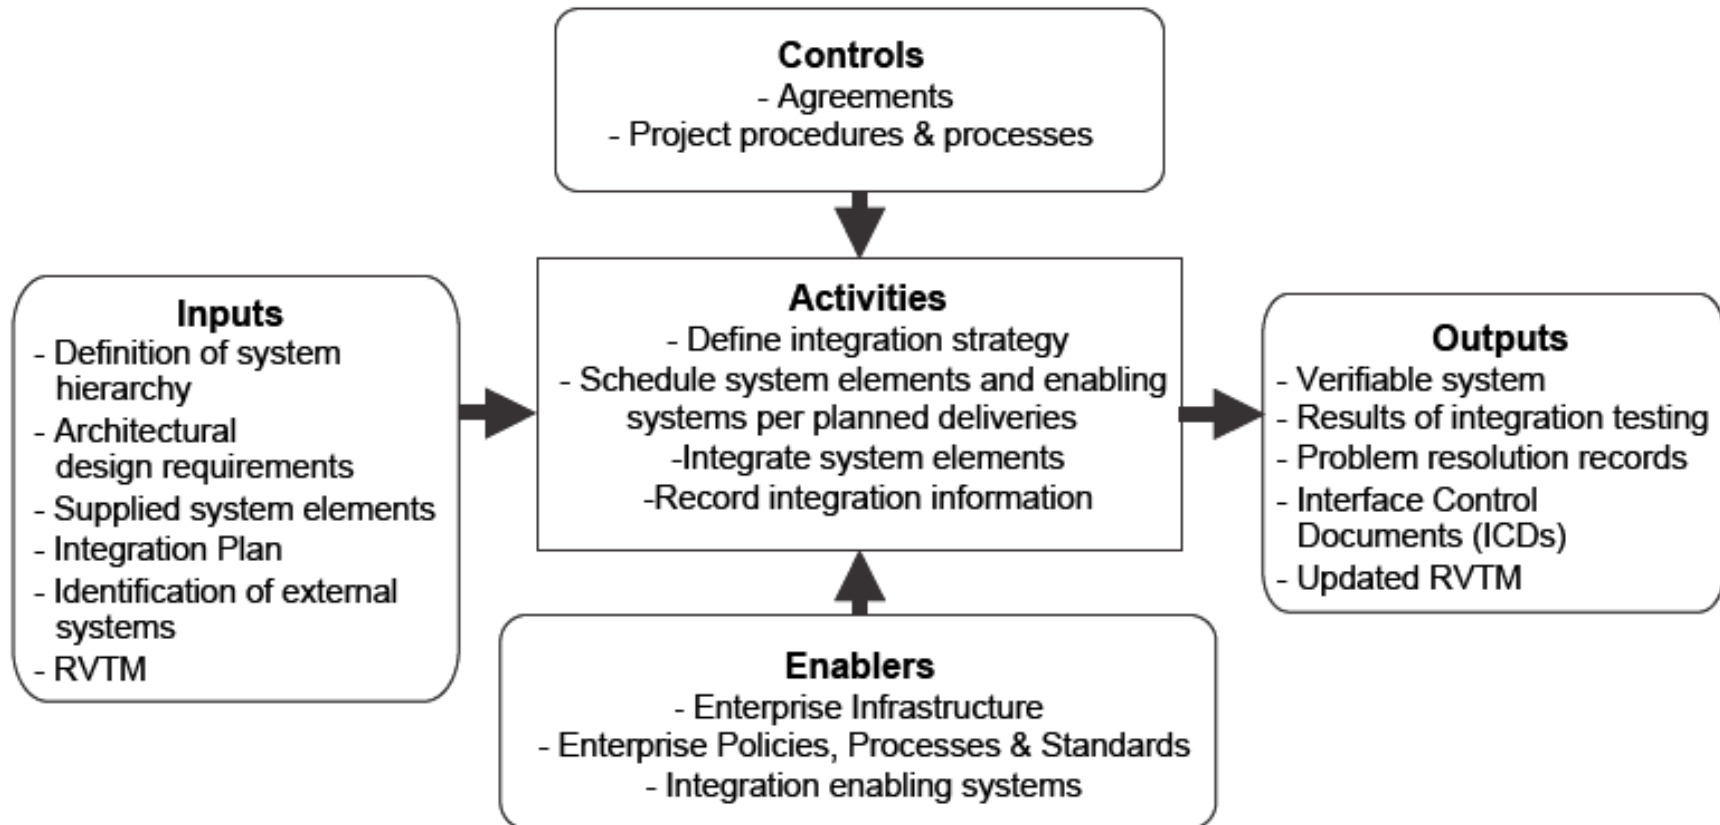 Controls
- Agreements
- Project procedures & processes
Inputs
- Definition of system
hierarchy
- Architectural
design requirements
- Supplied system elements
- Integration Plan
- Identification of external
systems
- RVTM
Activities
- Define integration strategy
- Schedule system elements and enabling
systems per planned deliveries
-Integrate system elements
-Record integration information
Outputs
- Verifiable system
- Results of integration testing
- Problem resolution records
- Interface Control
Documents (ICDs)
- Updated RVTM
Enablers
- Enterprise Infrastructure
- Enterprise Policies, Processes & Standards
- Integration enabling systems